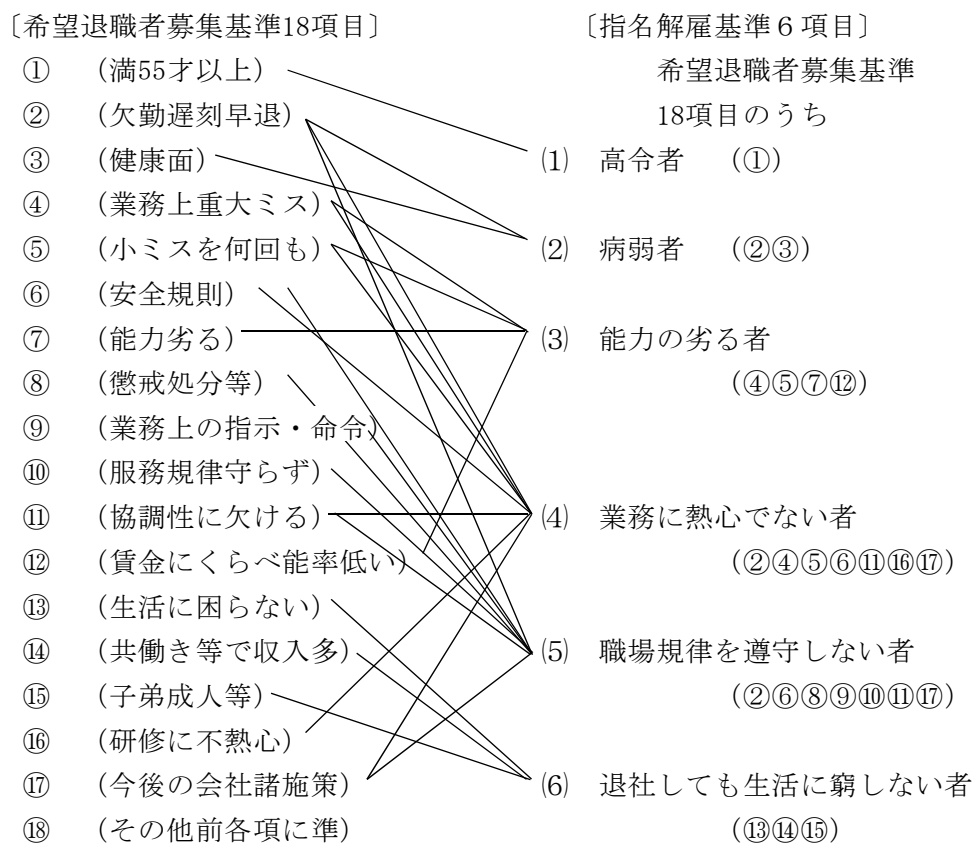 〔希望退職者募集基準18項目〕 〔指名解雇基準６項目〕
① (満55才以上) 希望退職者募集基準
② (欠勤遅刻早退) 18項目のうち
③ (健康面) ⑴ 高令者 (①)
④ (業務上重大ミス)
⑤ (小ミスを何回も) ⑵ 病弱者 (②③)
⑥ (安全規則)
⑦ (能力劣る) ⑶ 能力の劣る者
⑧ (懲戒処分等) (④⑤⑦⑫)
⑨ (業務上の指示・命令)
⑩ (服務規律守らず)
⑪ (協調性に欠ける) ⑷ 業務に熱心でない者
⑫ (賃金にくらべ能率低い) (②④⑤⑥⑪⑯⑰)
⑬ (生活に困らない)
⑭ (共働き等で収入多) ⑸ 職場規律を遵守しない者
⑮ (子弟成人等) (②⑥⑧⑨⑩⑪⑰)
⑯ (研修に不熱心)
⑰ (今後の会社諸施策) ⑹ 退社しても生活に窮しない者
⑱ (その他前各項に準) (⑬⑭⑮)